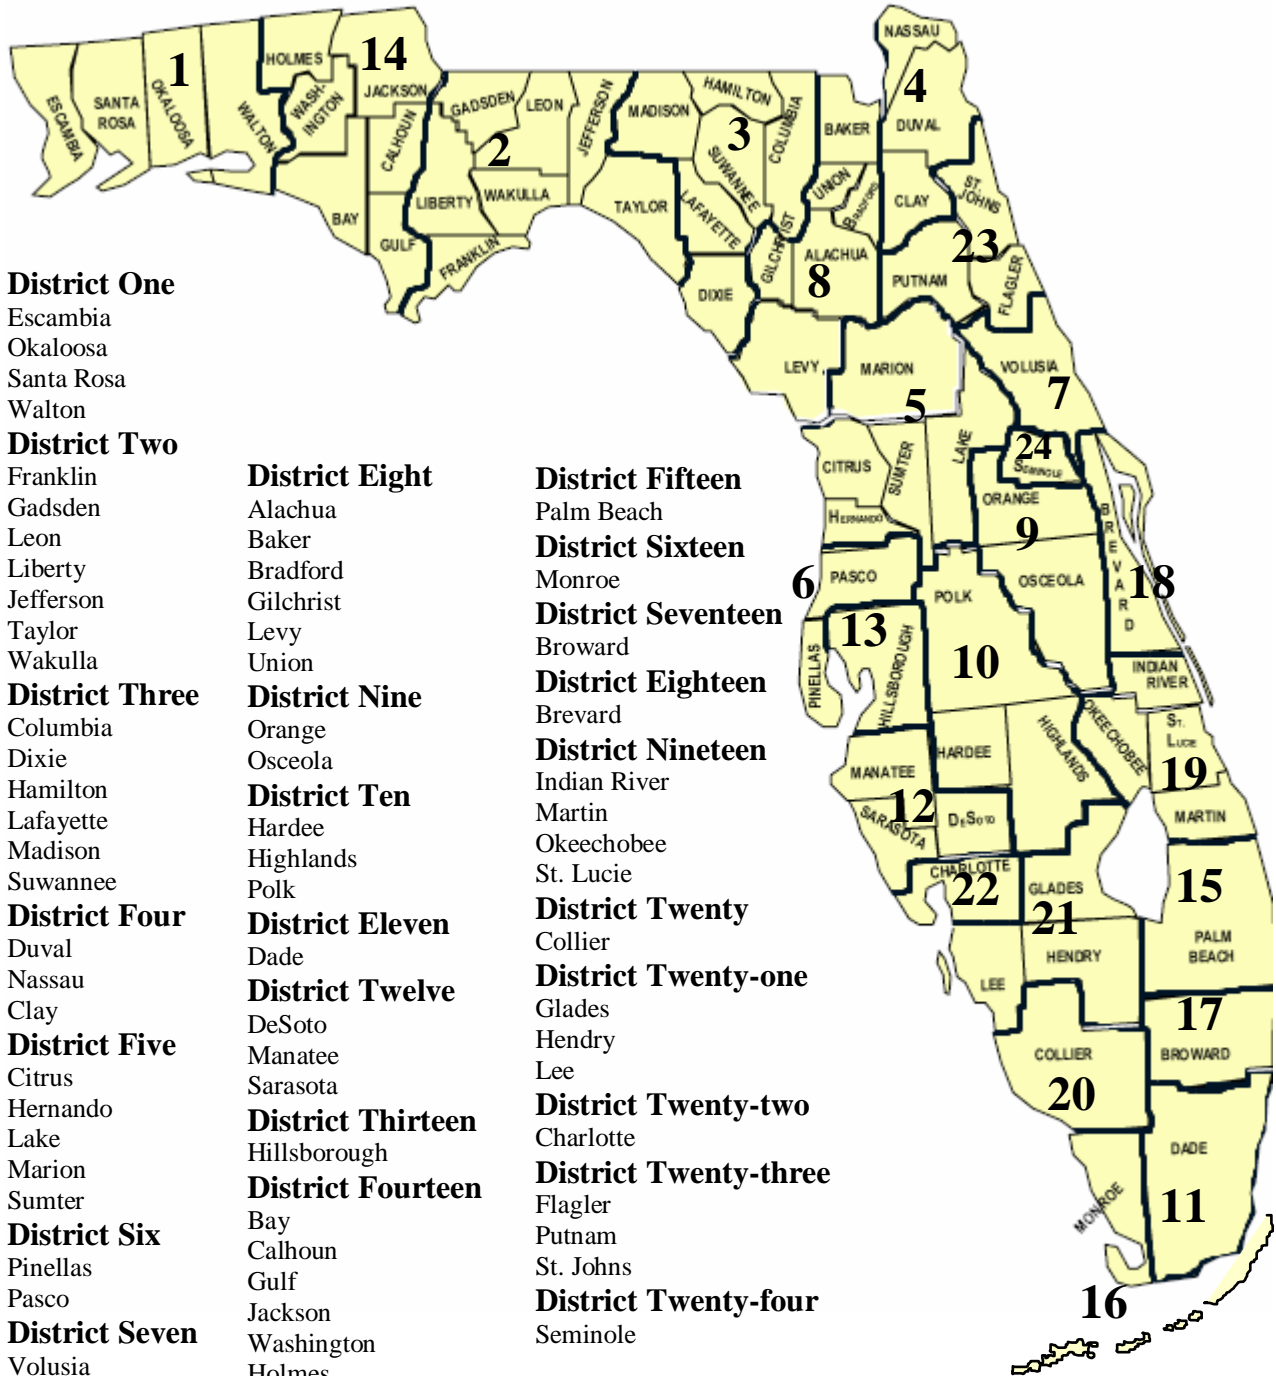 NASSAU
HOLMES
1
14
4
JACKSON
ESCAMBIA
SANTA
ROSA
OKALOOSA
WALTON
WASH-
INGTON
CALHOUN
GADSDEN
LEON
JEFFERSON
MADISON
HAMILTON
3
COLUMBIA
BAKER
DUVAL
2
SUWANNEE
UNION
BRADFORD
CLAY
ST.
JOHNS
BAY
GULF
LIBERTY
WAKULLA
FRANKLIN
TAYLOR
LAFAYETTE
GILCHRIST
ALACHUA
8
23
PUTNAM
FLAGLER
DIXIE
LEVY
MARION
VOLUSIA
7
5
CITRUS
SUMTER
LAKE
24
SEMINOLE
ORANGE
HERNANDO
9
BREVARD
18
6
PASCO
POLK
OSCEOLA
13
PINELLAS
HILLSBOROUGH
10
INDIAN
RIVER
OKEECHOBEE
ST.
LUCIE
19
MANATEE
HARDEE
HIGHLANDS
12
SARASOTA
DESOTO
MARTIN
CHARLOTTE
22
GLADES
21
15
PALM
BEACH
HENDRY
LEE
17
COLLIER
20
BROWARD
DADE
11
MONROE
16
District One
Escambia
Okaloosa
Santa Rosa
Walton
District Two
Franklin
Gadsden
Leon
Liberty
Jefferson
Taylor
Wakulla
District Three
Columbia
Dixie
Hamilton
Lafayette
Madison
Suwannee
District Four
Duval
Nassau
Clay
District Five
Citrus
Hernando
Lake
Marion
Sumter
District Six
Pinellas
Pasco
District Seven
Volusia
District Eight
Alachua
Baker
Bradford
Gilchrist
Levy
Union
District Nine
Orange
Osceola
District Ten
Hardee
Highlands
Polk
District Eleven
Dade
District Twelve
DeSoto
Manatee
Sarasota
District Thirteen
Hillsborough
District Fourteen
Bay
Calhoun
Gulf
Jackson
Washington
Holmes
District Fifteen
Palm Beach
District Sixteen
Monroe
District Seventeen
Broward
District Eighteen
Brevard
District Nineteen
Indian River
Martin
Okeechobee
St. Lucie
District Twenty
Collier
District Twenty-one
Glades
Hendry
Lee
District Twenty-two
Charlotte
District Twenty-three
Flagler
Putnam
St. Johns
District Twenty-four
Seminole